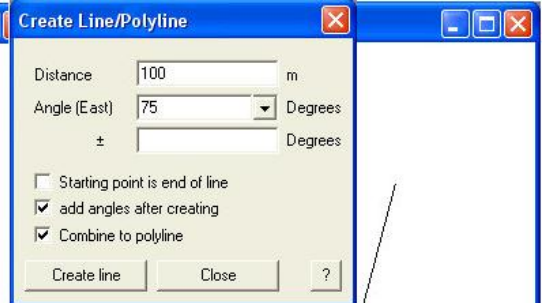 Create Line/Polyline
Distance 100 m
Angle (East) 75 Degrees
± Degrees
Starting point is end of line
add angles after creating
Combine to polyline
Create line Close ?